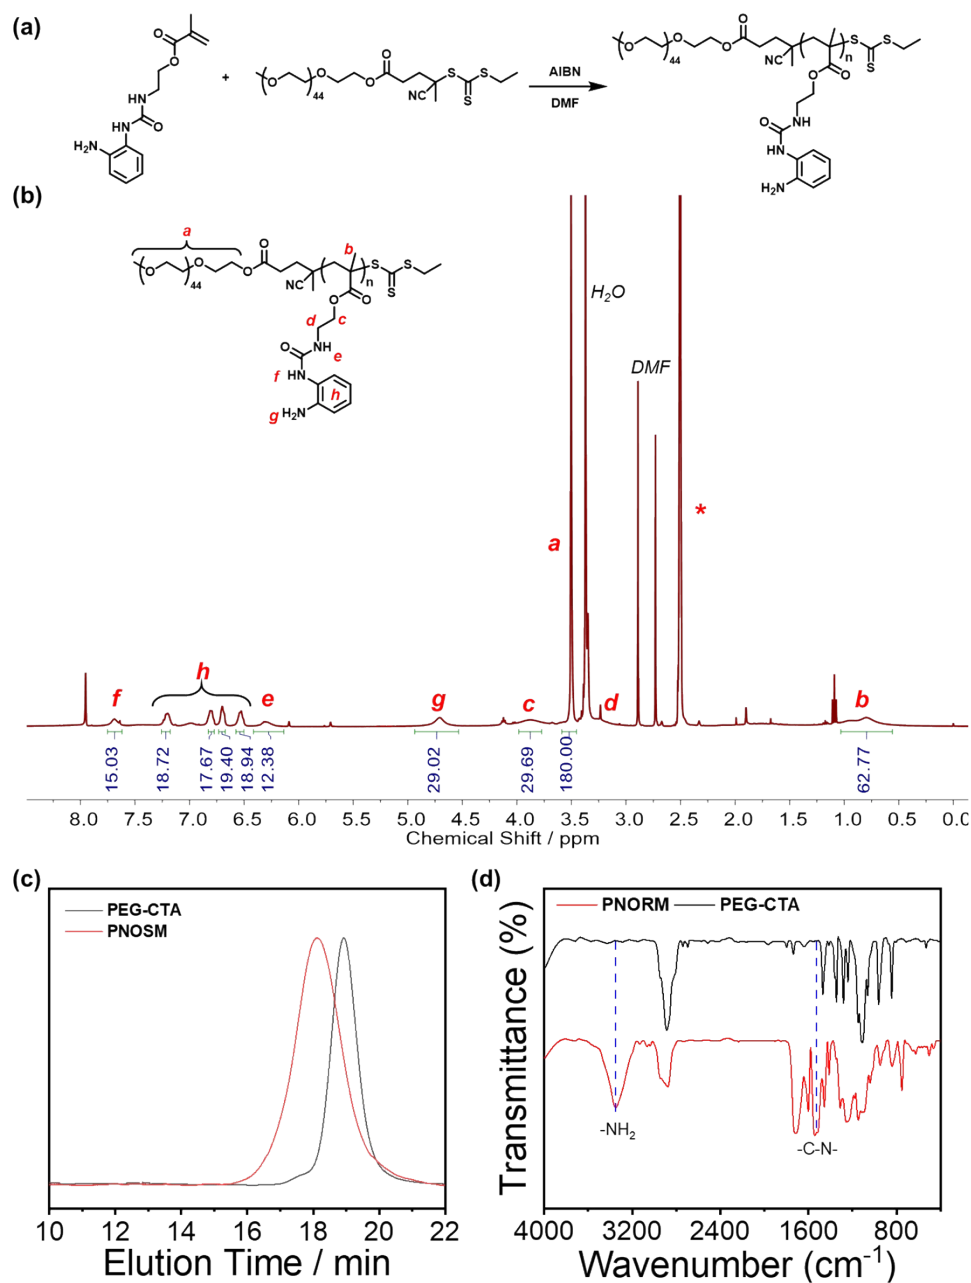 (a)
O
O
NH
HN
O
H₂N
+
O
44
O
O
O
NC
S
S
S
AIBN
DMF
O
44
O
O
O
NC
n
S
S
S
O
O
O
NH
HN
H₂N
(b)
a
b
O
44
O
O
O
NC
n
S
S
S
O
O
d
c
O
NH
e
f
HN
h
g
H₂N
H₂O
DMF
a
*
f
h
e
g
c
d
b
15.03
18.72
17.67
19.40
18.94
12.38
29.02
29.69
180.00
62.77
8.0 7.5 7.0 6.5 6.0 5.5 5.0 4.5 4.0 3.5 3.0 2.5 2.0 1.5 1.0 0.5 0.0
Chemical Shift / ppm
(c)
PEG-CTA
PNOSM
10 12 14 16 18 20 22
Elution Time / min
(d)
PNORM PEG-CTA
Transmittance (%)
-NH₂
-C-N-
4000 3200 2400 1600 800
Wavenumber (cm⁻¹)